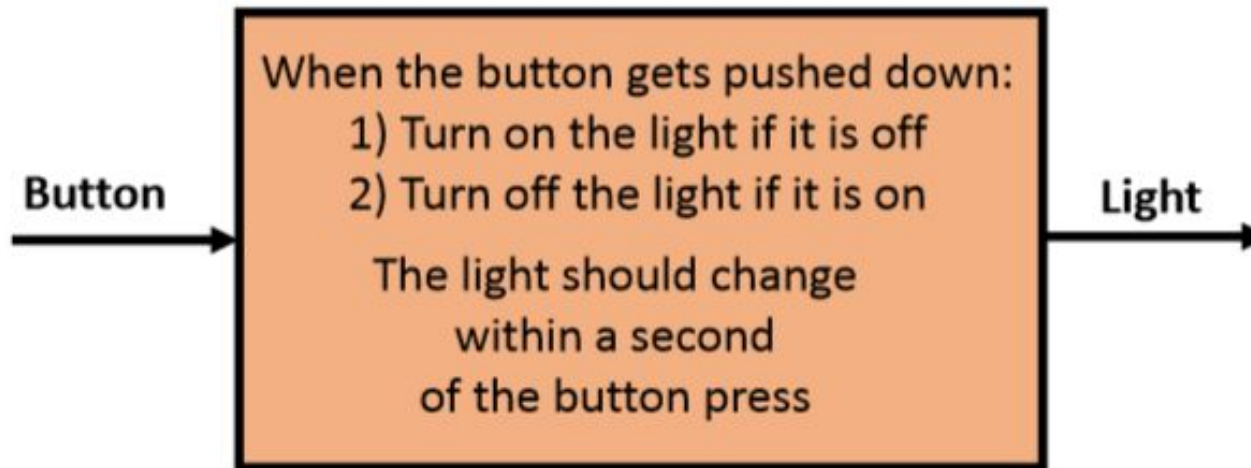 Button
When the button gets pushed down:
1) Turn on the light if it is off
2) Turn off the light if it is on
The light should change
within a second
of the button press
Light